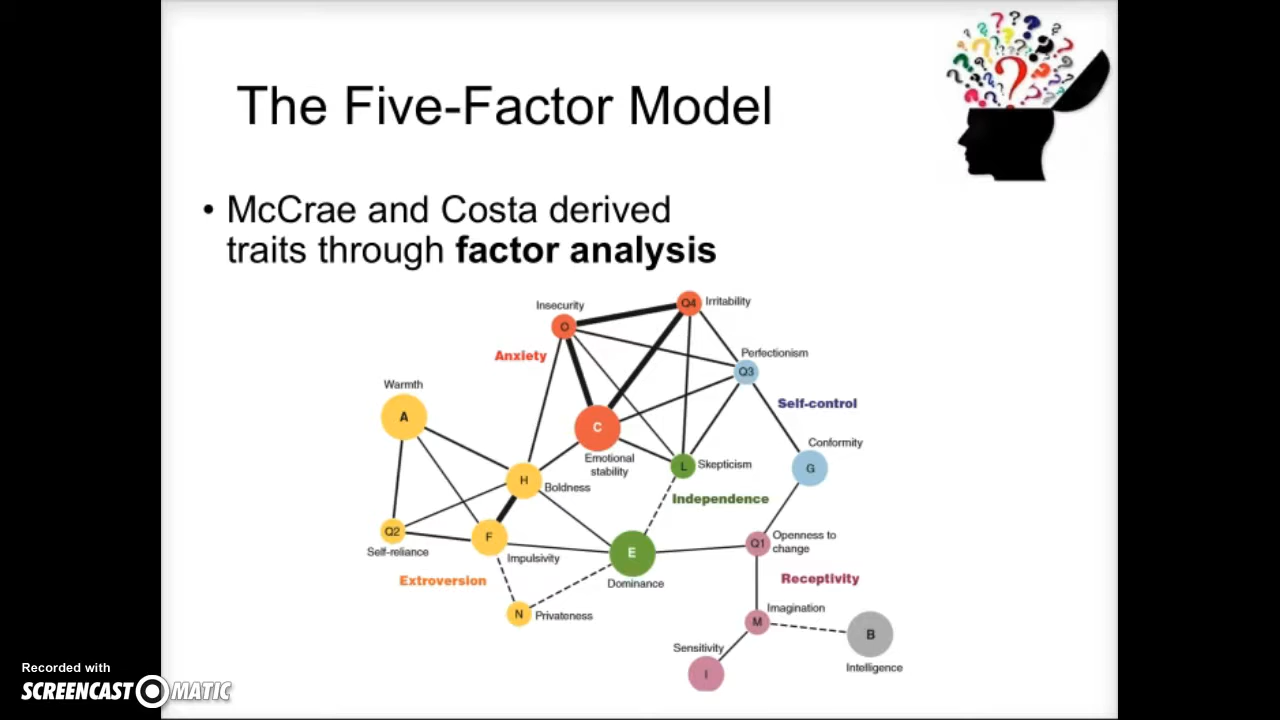 The Five-Factor Model
• McCrae and Costa derived
traits through factor analysis
Insecurity
O
Q4
Irritability
Anxiety
Perfectionism
Q3
Warmth
A
Self-control
C
Emotional
stability
Conformity
G
L
Skepticism
H
Boldness
Independence
Q2
Self-reliance
F
Impulsivity
E
Dominance
Q1
Openness to
change
Extroversion
Receptivity
N
Privateness
Imagination
M
B
Intelligence
Sensitivity
I
Recorded with
SCREENCAST MATIC